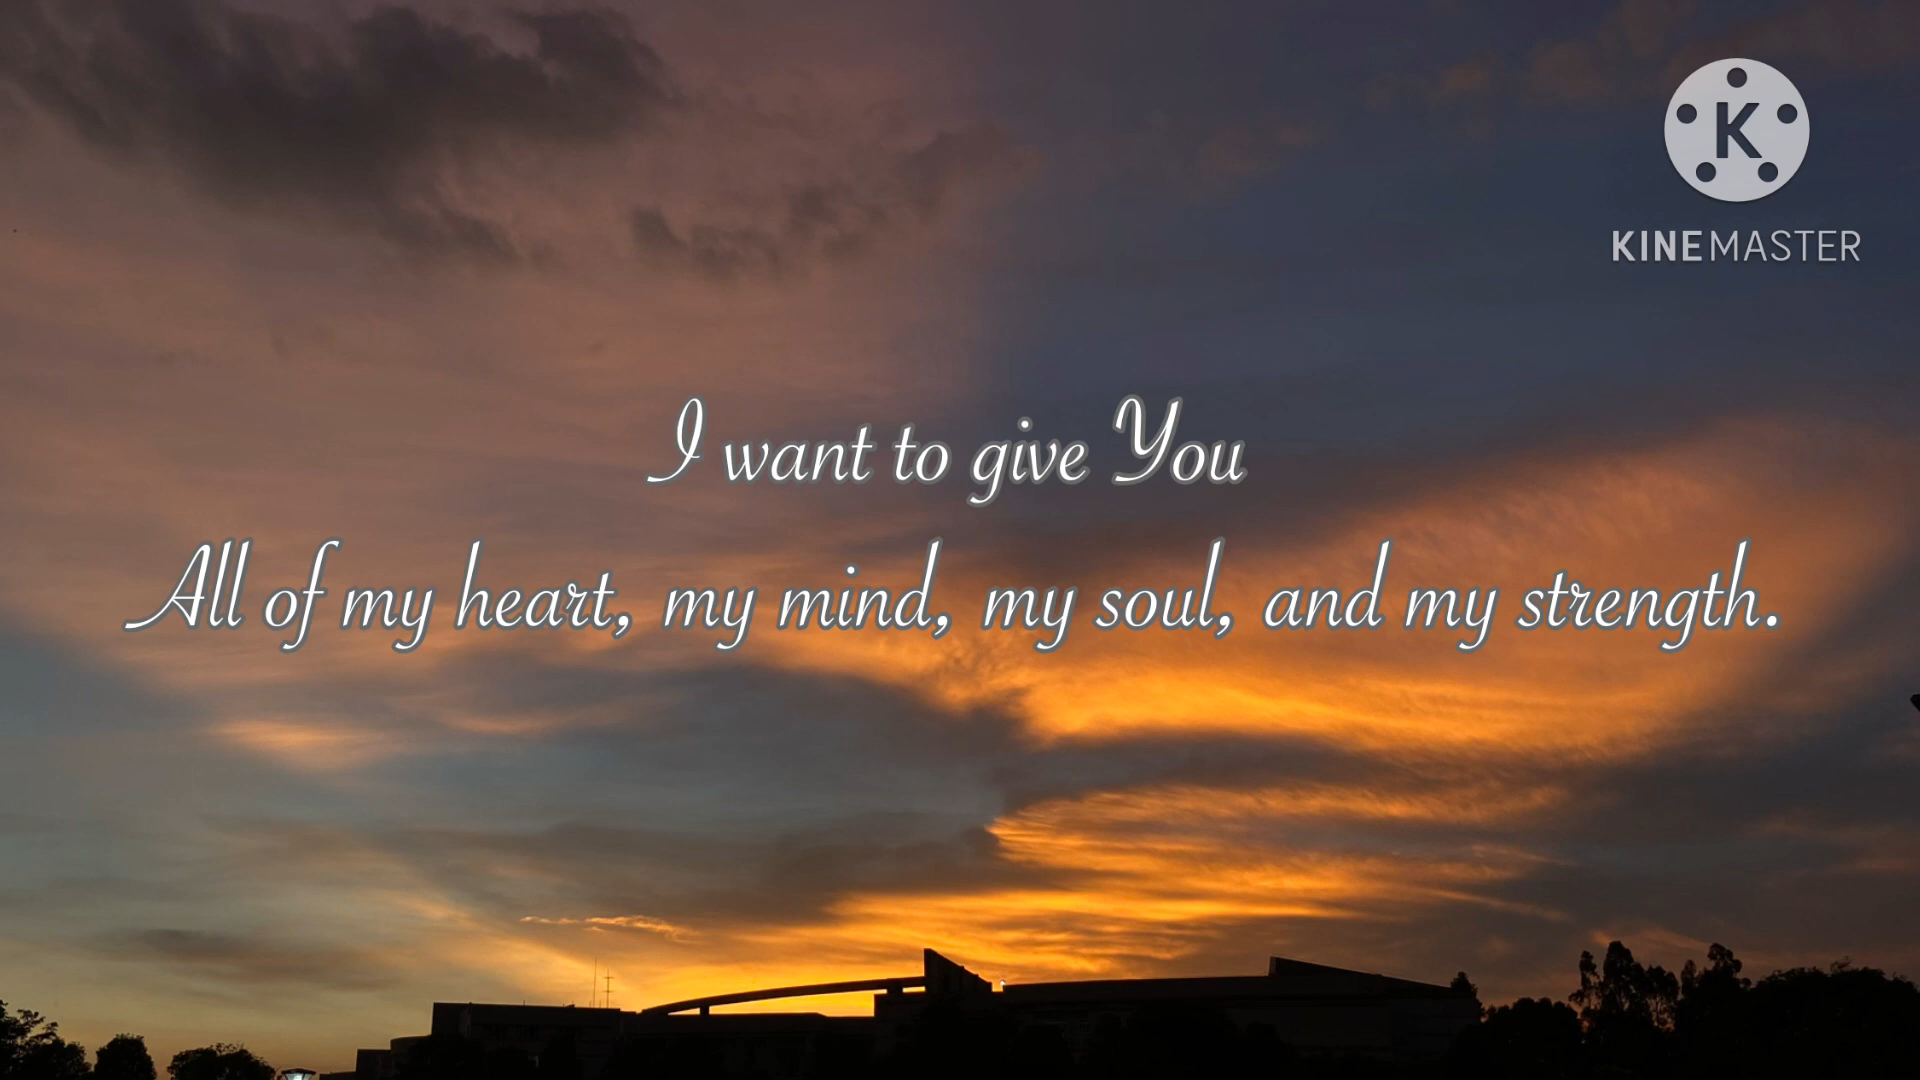 K
KINEMASTER
I want to give You
All of my heart, my mind, my soul, and my strength.